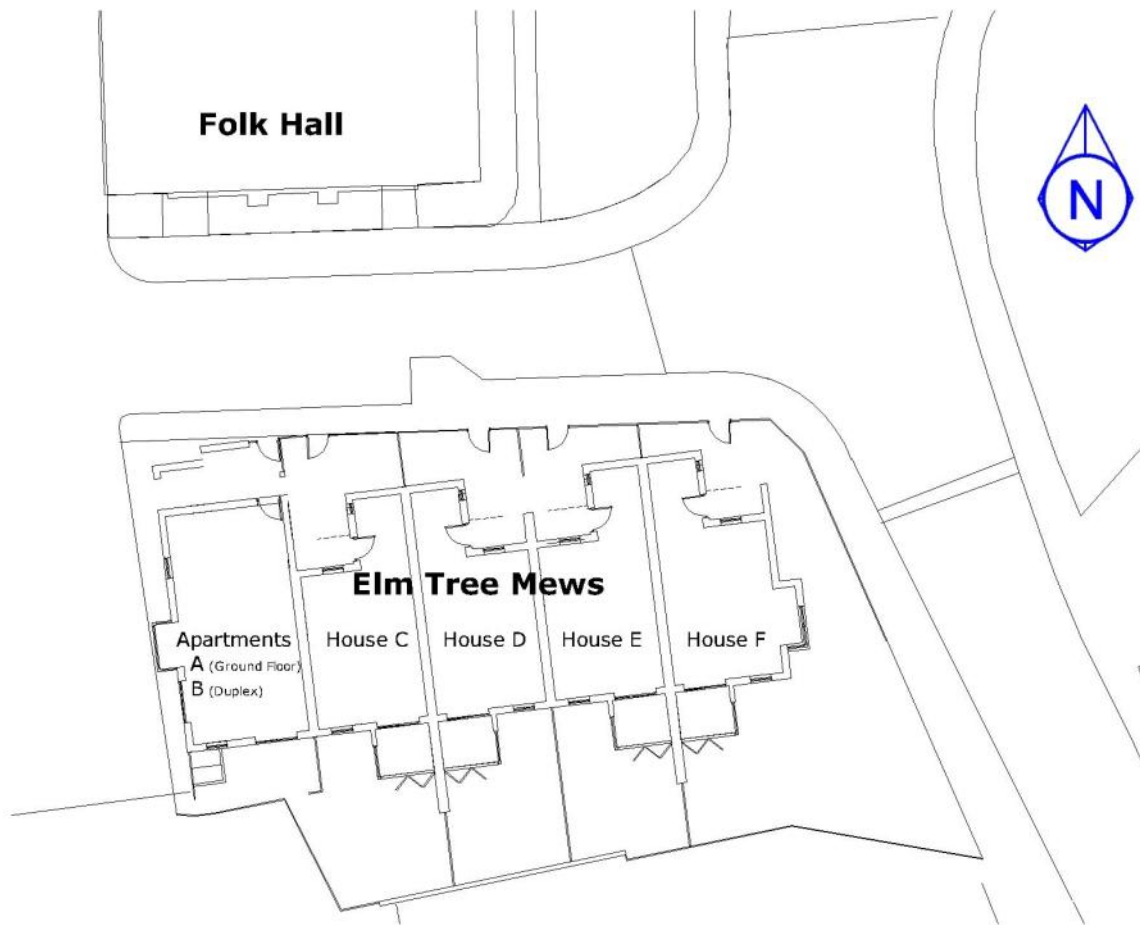 Folk Hall
N
Elm Tree Mews
Apartments
A (Ground Floor)
B (Duplex)
House C
House D
House E
House F